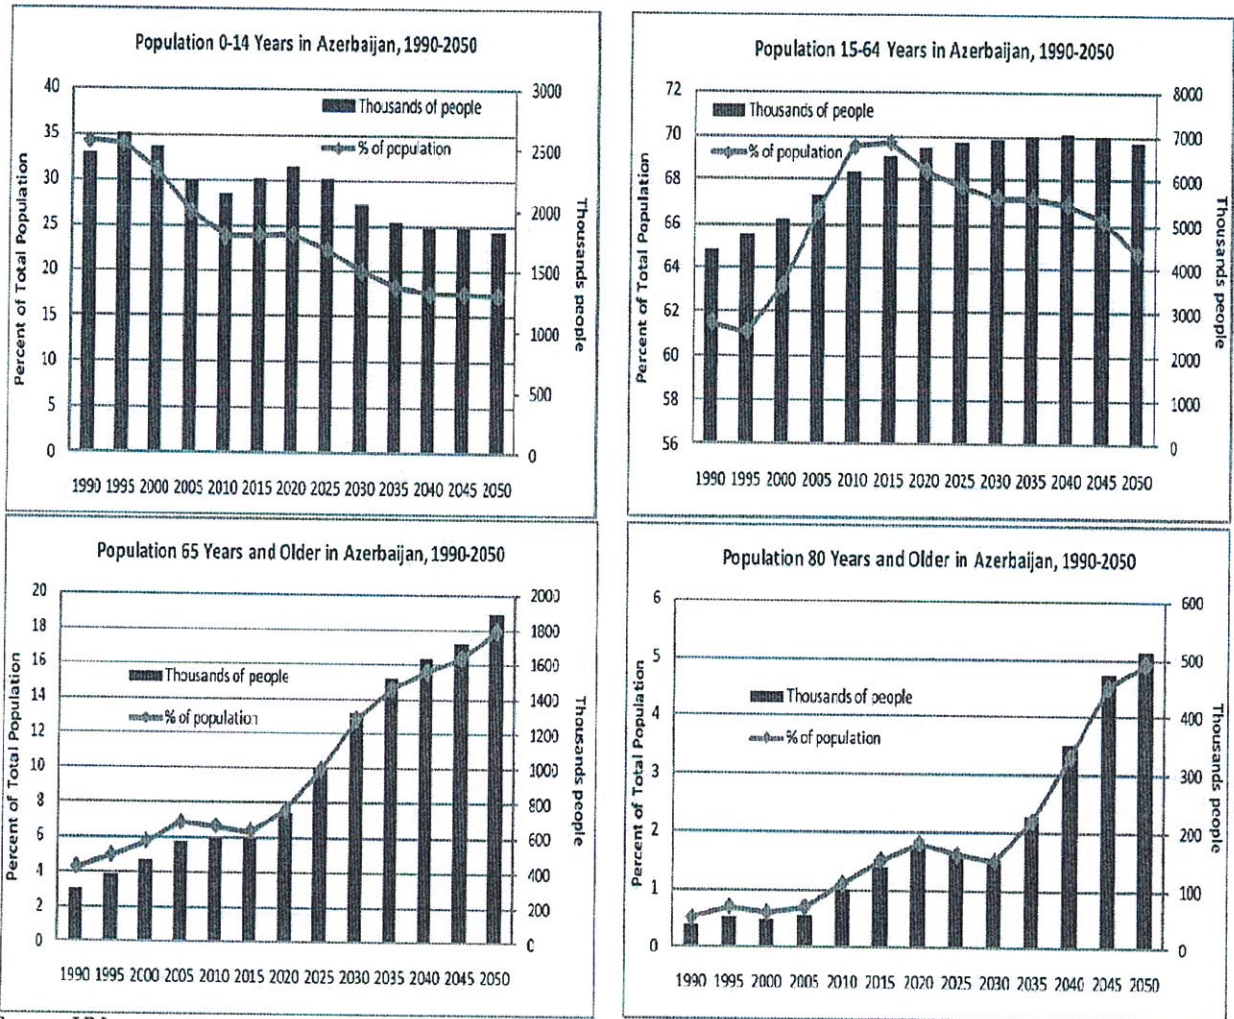 Population 0-14 Years in Azerbaijan, 1990-2050
Thousands of people
% of population
Percent of Total Population
40
35
30
25
20
15
10
5
0
3000
2500
2000
1500
1000
500
0
Thousands people
1990 1995 2000 2005 2010 2015 2020 2025 2030 2035 2040 2045 2050
Population 15-64 Years in Azerbaijan, 1990-2050
Thousands of people
% of population
Percent of Total Population
72
70
68
66
64
62
60
58
56
8000
7000
6000
5000
4000
3000
2000
1000
0
Thousands people
1990 1995 2000 2005 2010 2015 2020 2025 2030 2035 2040 2045 2050
Population 65 Years and Older in Azerbaijan, 1990-2050
Thousands of people
% of population
Percent of Total Population
20
18
16
14
12
10
8
6
4
2
0
2000
1800
1600
1400
1200
1000
800
600
400
200
0
Thousands people
1990 1995 2000 2005 2010 2015 2020 2025 2030 2035 2040 2045 2050
Population 80 Years and Older in Azerbaijan, 1990-2050
Thousands of people
% of population
Percent of Total Population
6
5
4
3
2
1
0
600
500
400
300
200
100
0
Thousands people
1990 1995 2000 2005 2010 2015 2020 2025 2030 2035 2040 2045 2050